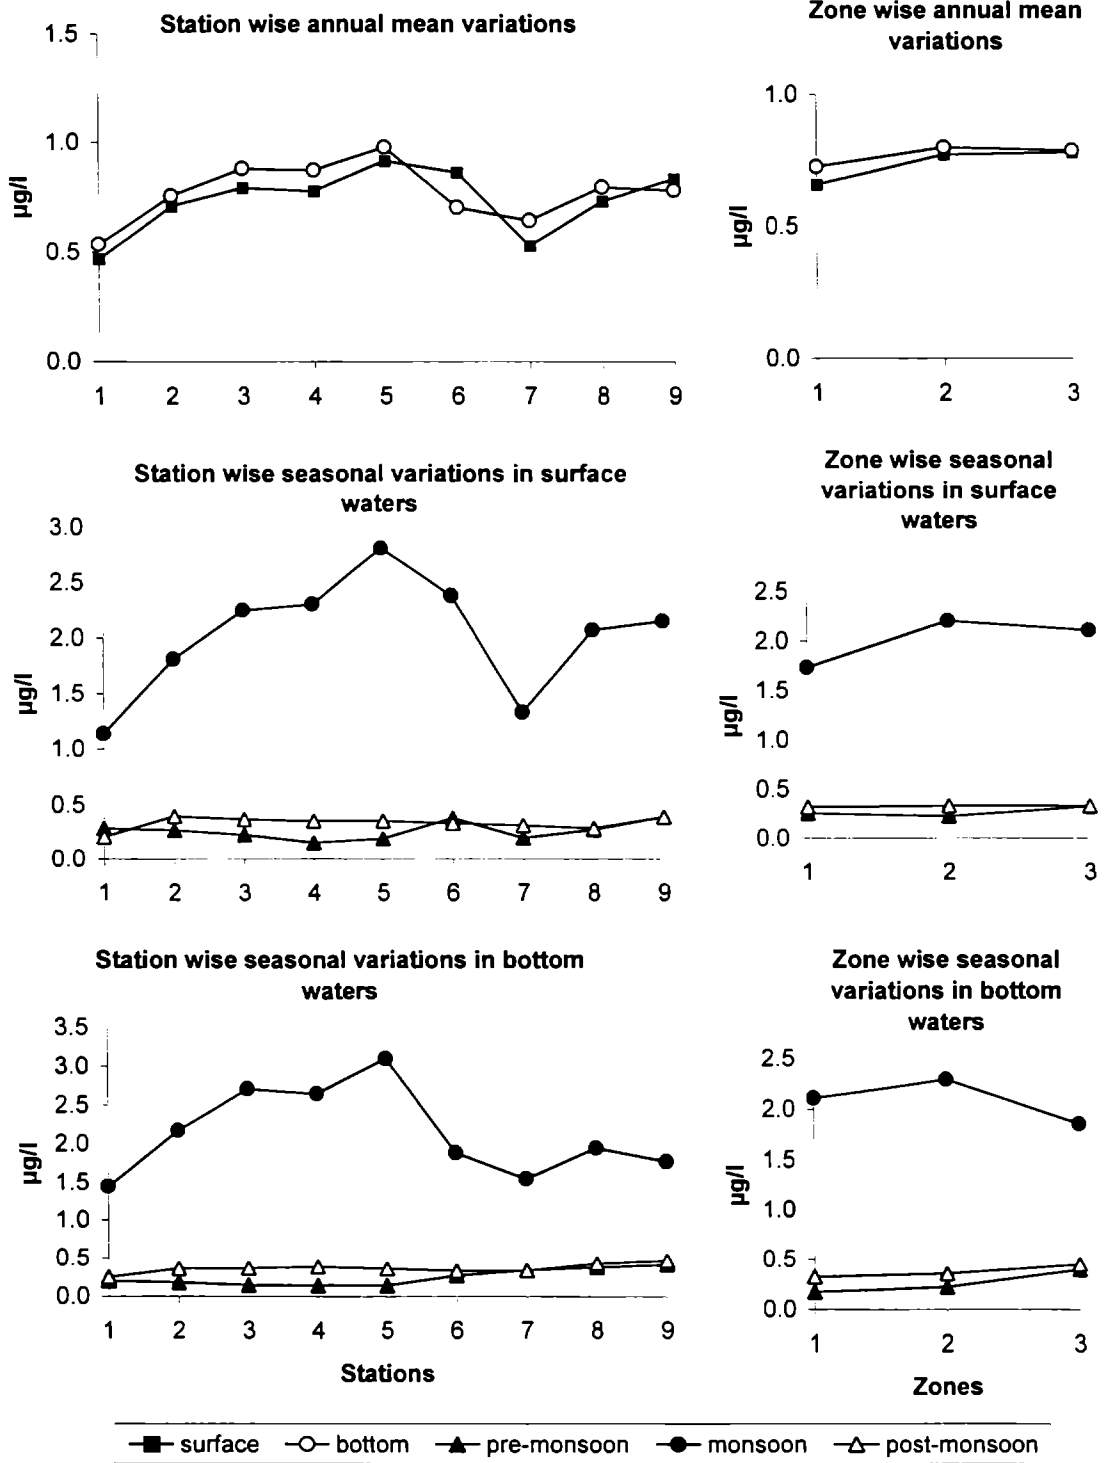 Station wise annual mean variations
1.5
1.0
0.5
0.0
µg/l
1 2 3 4 5 6 7 8 9
Zone wise annual mean
variations
1.0
0.5
0.0
µg/l
1 2 3
Station wise seasonal variations in surface
waters
3.0
2.5
2.0
1.5
1.0
0.5
0.0
µg/l
1 2 3 4 5 6 7 8 9
Zone wise seasonal
variations in surface
waters
2.5
2.0
1.5
1.0
0.5
0.0
µg/l
1 2 3
Station wise seasonal variations in bottom
waters
3.5
3.0
2.5
2.0
1.5
1.0
0.5
0.0
µg/l
1 2 3 4 5 6 7 8 9
Stations
Zone wise seasonal
variations in bottom
waters
2.5
2.0
1.5
1.0
0.5
0.0
µg/l
1 2 3
Zones
surface bottom pre-monsoon monsoon post-monsoon